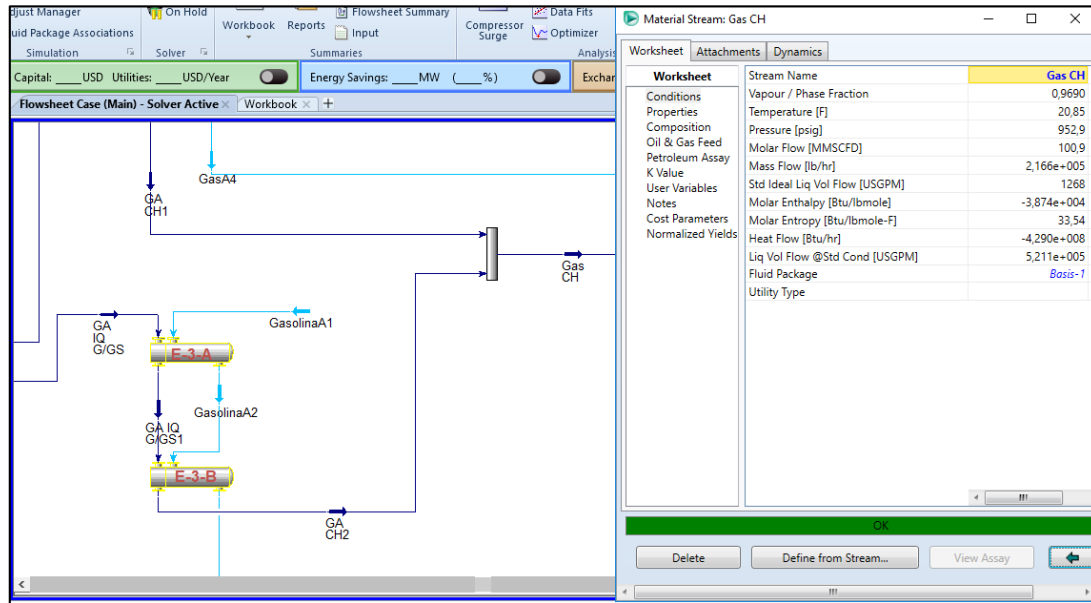 djust Manager
uid Package Associations
Simulation
On Hold
Solver
Workbook
Reports
Flowsheet Summary
Input
Summaries
Compressor
Surge
Data Fits
Optimizer
Analysis
Capital: ____USD Utilities: ____USD/Year
Energy Savings: ____MW (____%)
Exchan
Flowsheet Case (Main) - Solver Active ×
Workbook × +
GasA4
GA
CH1
Gas
CH
GA
IQ
G/GS
GasolinaA1
E-3-A
GasolinaA2
GA IQ
G/GS1
E-3-B
GA
CH2
Material Stream: Gas CH
Worksheet
Attachments
Dynamics
Worksheet
Conditions
Properties
Composition
Oil & Gas Feed
Petroleum Assay
K Value
User Variables
Notes
Cost Parameters
Normalized Yields
Stream Name Gas CH
Vapour / Phase Fraction 0,9690
Temperature [F] 20,85
Pressure [psig] 952,9
Molar Flow [MMSCFD] 100,9
Mass Flow [lb/hr] 2,166e+005
Std Ideal Liq Vol Flow [USGPM] 1268
Molar Enthalpy [Btu/lbmole] -3,874e+004
Molar Entropy [Btu/lbmole-F] 33,54
Heat Flow [Btu/hr] -4,290e+008
Liq Vol Flow @Std Cond [USGPM] 5,211e+005
Fluid Package Basis-1
Utility Type
OK
Delete
Define from Stream...
View Assay